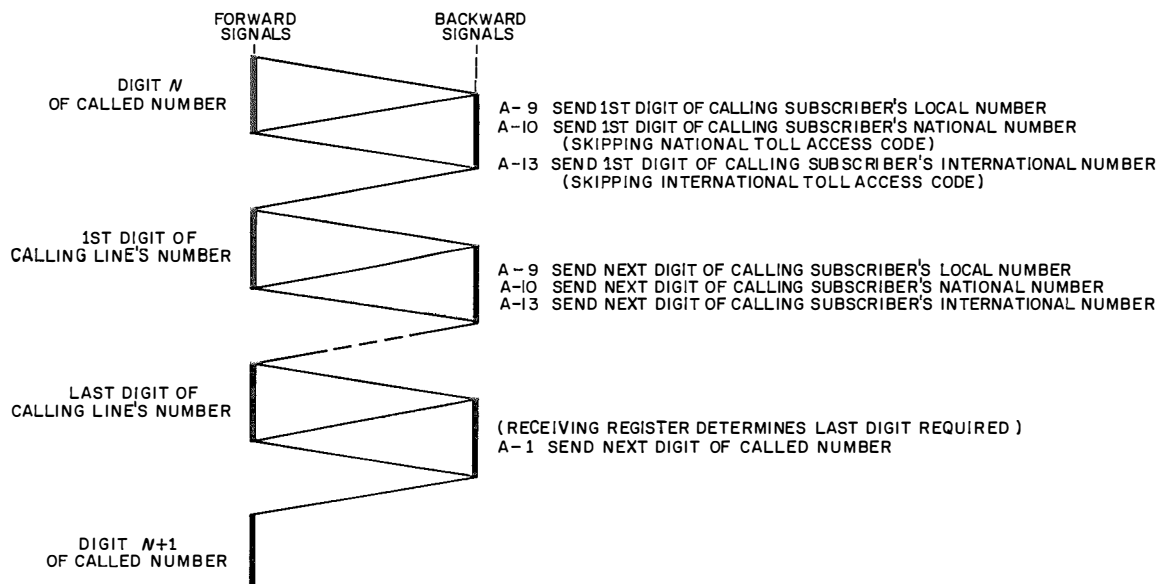 FORWARD
SIGNALS
BACKWARD
SIGNALS
DIGIT N
OF CALLED NUMBER
A-9 SEND 1ST DIGIT OF CALLING SUBSCRIBER'S LOCAL NUMBER
A-10 SEND 1ST DIGIT OF CALLING SUBSCRIBER'S NATIONAL NUMBER
(SKIPPING NATIONAL TOLL ACCESS CODE)
A-13 SEND 1ST DIGIT OF CALLING SUBSCRIBER'S INTERNATIONAL NUMBER
(SKIPPING INTERNATIONAL TOLL ACCESS CODE)
1ST DIGIT OF
CALLING LINE'S NUMBER
A-9 SEND NEXT DIGIT OF CALLING SUBSCRIBER'S LOCAL NUMBER
A-10 SEND NEXT DIGIT OF CALLING SUBSCRIBER'S NATIONAL NUMBER
A-13 SEND NEXT DIGIT OF CALLING SUBSCRIBER'S INTERNATIONAL NUMBER
LAST DIGIT OF
CALLING LINE'S NUMBER
(RECEIVING REGISTER DETERMINES LAST DIGIT REQUIRED)
A-1 SEND NEXT DIGIT OF CALLED NUMBER
DIGIT N+1
OF CALLED NUMBER